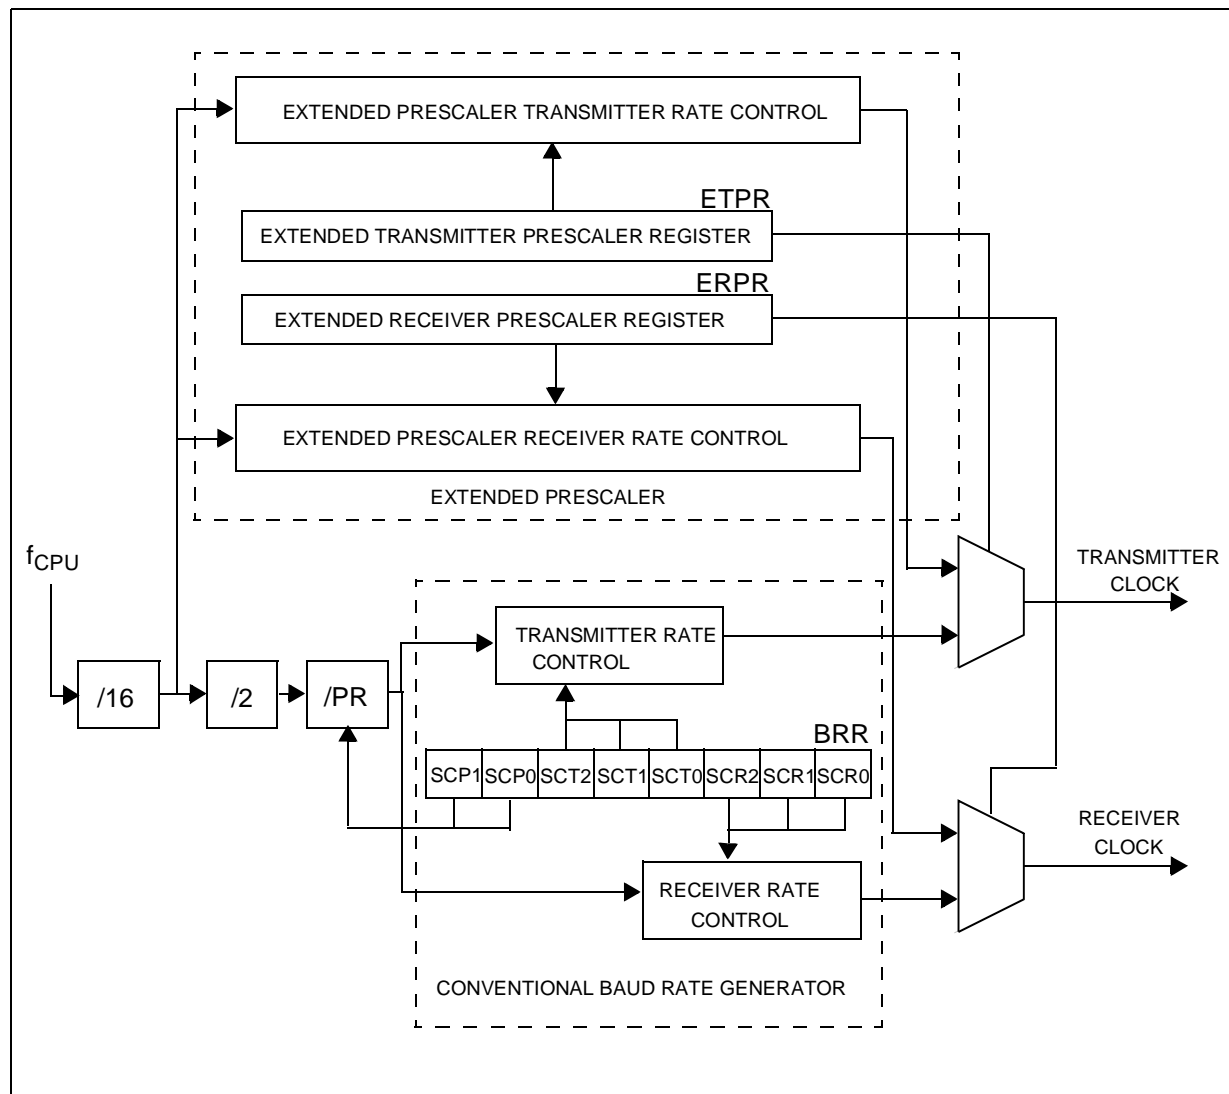 EXTENDED PRESCALER TRANSMITTER RATE CONTROL
ETPR
EXTENDED TRANSMITTER PRESCALER REGISTER
ERPR
EXTENDED RECEIVER PRESCALER REGISTER
EXTENDED PRESCALER RECEIVER RATE CONTROL
EXTENDED PRESCALER
fCPU
TRANSMITTER
CLOCK
TRANSMITTER RATE
CONTROL
/16
/2
/PR
BRR
SCP1 SCP0 SCT2 SCT1 SCT0 SCR2 SCR1 SCR0
RECEIVER
CLOCK
RECEIVER RATE
CONTROL
CONVENTIONAL BAUD RATE GENERATOR